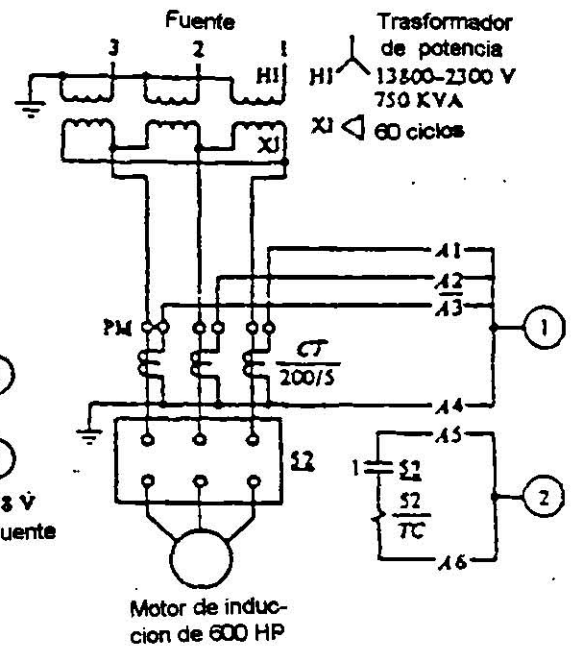 Fuente
3 2 1
H1
H1
Trasformador
de potencia
13800-2300 V
750 KVA
X1
X1
60 ciclos
A1
A2
A3
PM
CT
200/5
1
A4
52
8 V
uente
A5
1
52
52
TC
2
A6
Motor de induc-
cion de 600 HP